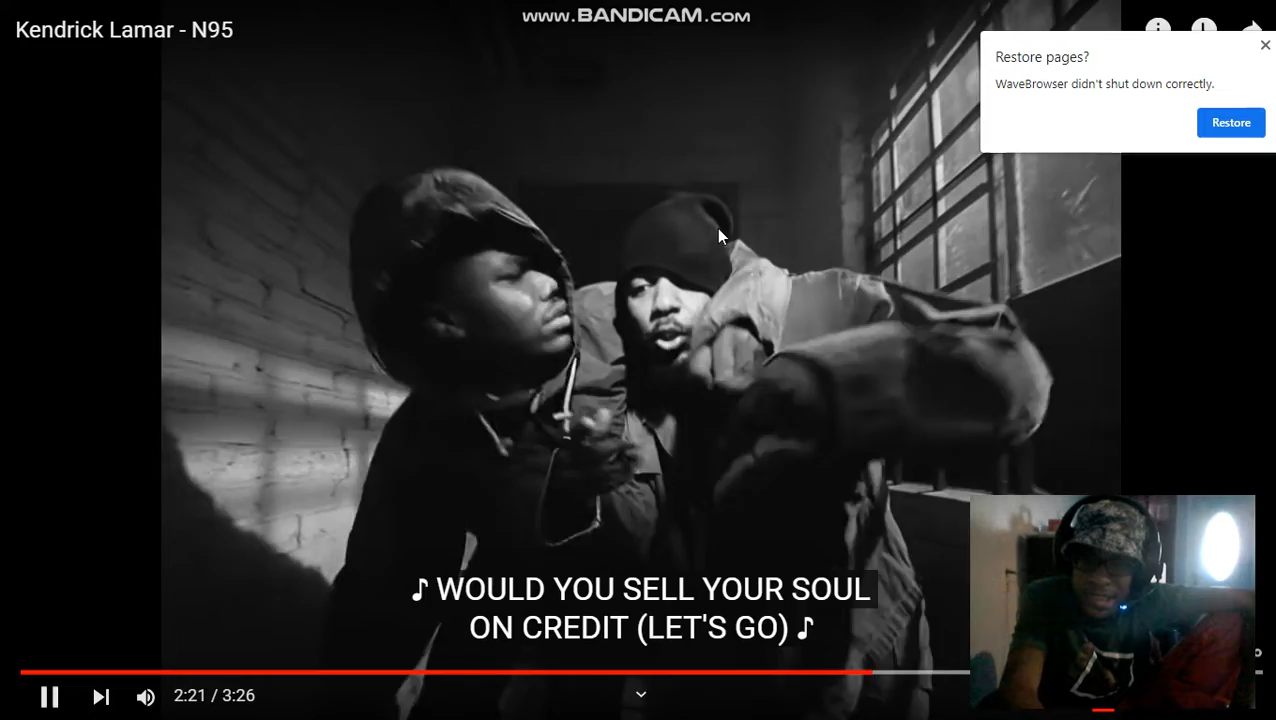 www.BANDICAM.com
Kendrick Lamar - N95
Restore pages?
WaveBrowser didn't shut down correctly.
Restore
♪ WOULD YOU SELL YOUR SOUL
ON CREDIT (LET'S GO) ♪
2:21 / 3:26